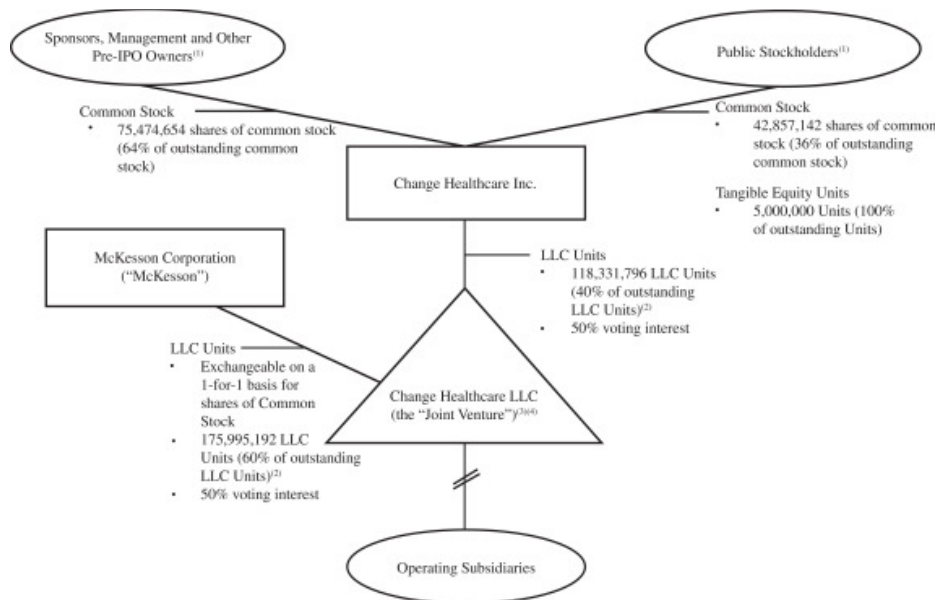 Sponsors, Management and Other
Pre-IPO Owners(1)
Public Stockholders(1)
Common Stock
• 75,474,654 shares of common stock
(64% of outstanding common
stock)
Common Stock
• 42,857,142 shares of common
stock (36% of outstanding
common stock)
Tangible Equity Units
• 5,000,000 Units (100%
of outstanding Units)
Change Healthcare Inc.
McKesson Corporation
(“McKesson”)
LLC Units
• 118,331,796 LLC Units
(40% of outstanding
LLC Units)(2)
• 50% voting interest
LLC Units
• Exchangeable on a
1-for-1 basis for
shares of Common
Stock
• 175,995,192 LLC
Units (60% of outstanding
LLC Units)(2)
• 50% voting interest
Change Healthcare LLC
(the “Joint Venture”)(3)(4)
Operating Subsidiaries